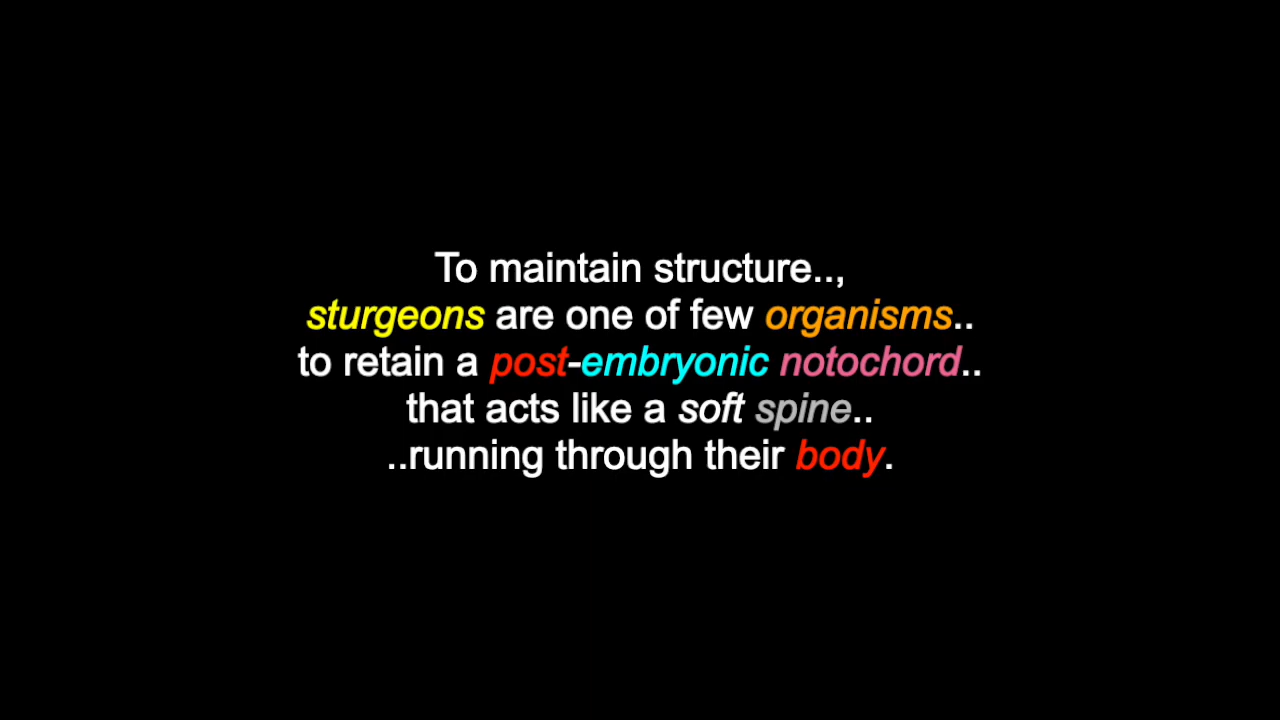 To maintain structure..,
sturgeons are one of few organisms..
to retain a post-embryonic notochord..
that acts like a soft spine..
..running through their body.